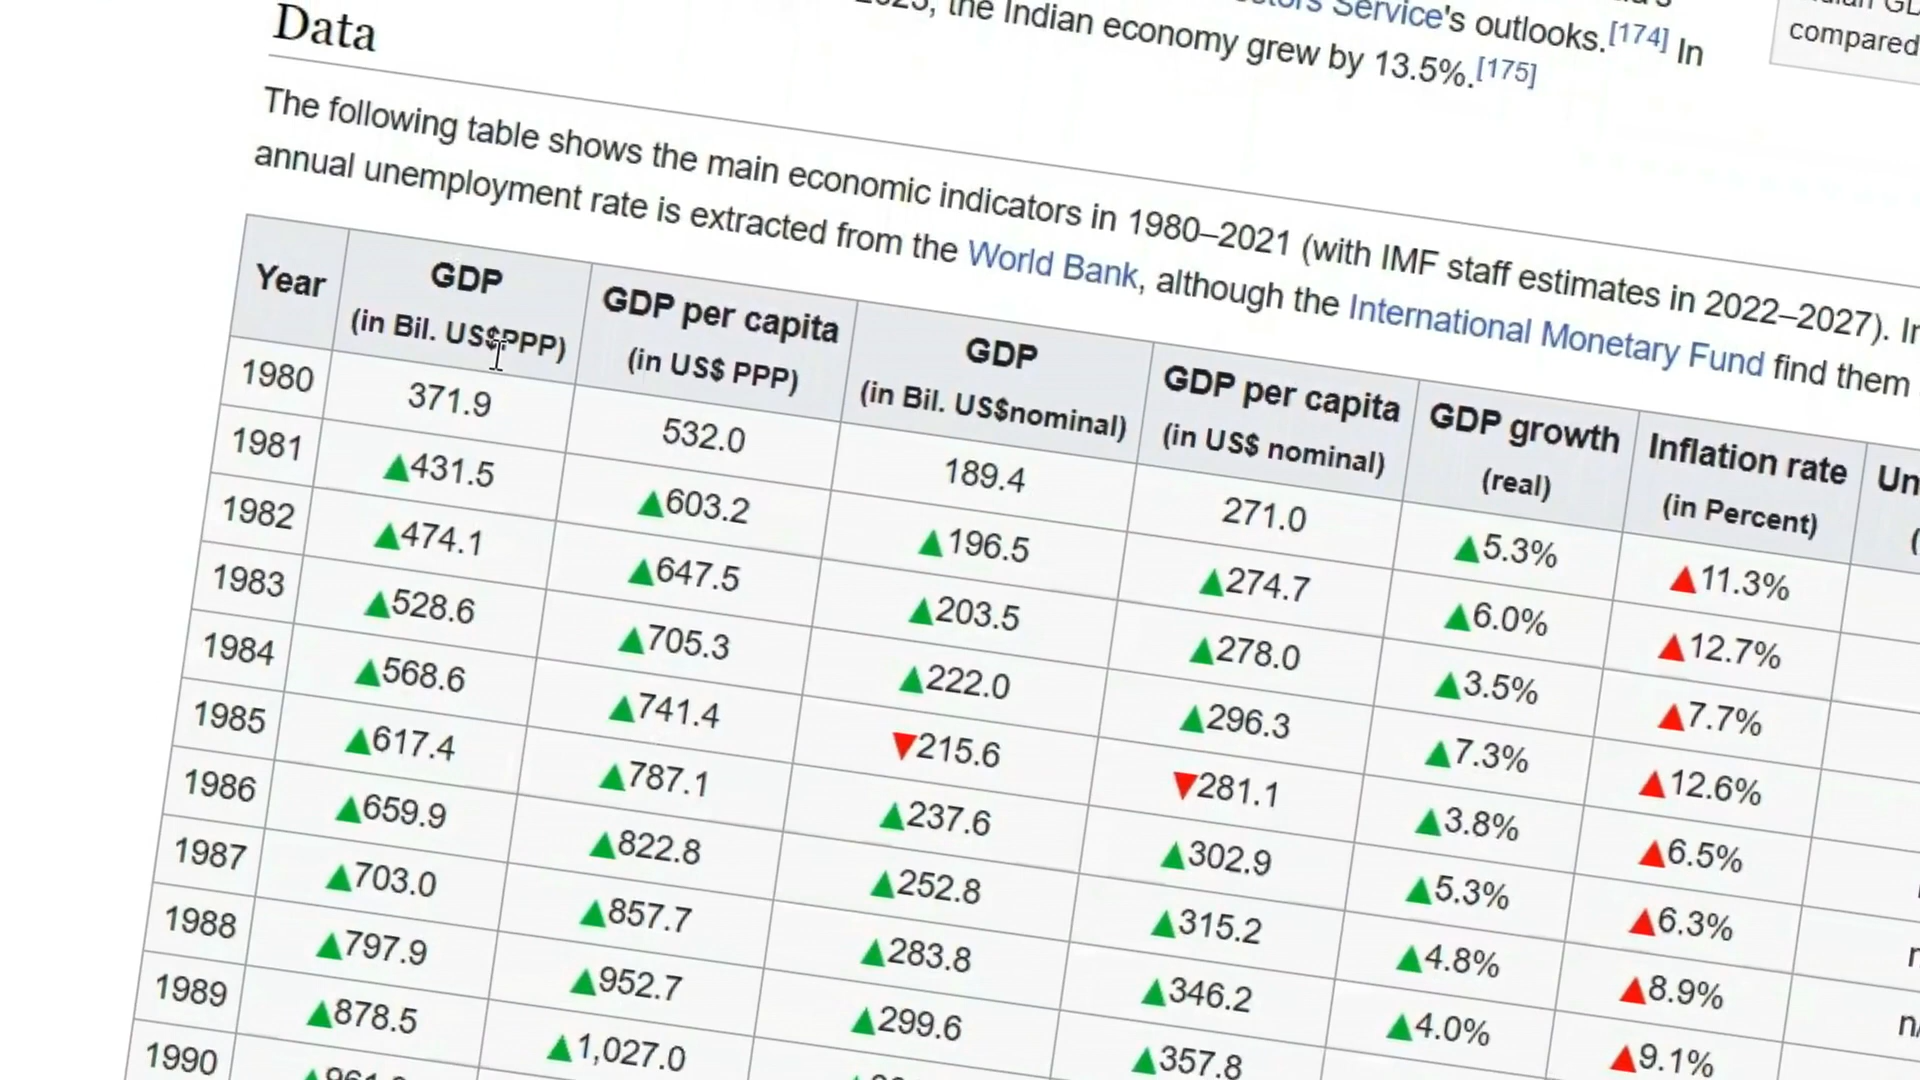 Service's outlooks.[174] In
the Indian economy grew by 13.5%.[175]
compared
Data
The following table shows the main economic indicators in 1980–2021 (with IMF staff estimates in 2022–2027).
annual unemployment rate is extracted from the World Bank, although the International Monetary Fund find them
Year GDP (in Bil. US$PPP) GDP per capita (in US$ PPP) GDP (in Bil. US$nominal) GDP per capita (in US$ nominal) GDP growth (real) Inflation rate (in Percent)
1980 371.9 532.0 189.4 271.0 ▲5.3% ▲11.3%
1981 ▲431.5 ▲603.2 ▲196.5 ▲274.7 ▲6.0% ▲12.7%
1982 ▲474.1 ▲647.5 ▲203.5 ▲278.0 ▲3.5% ▲7.7%
1983 ▲528.6 ▲705.3 ▲222.0 ▲296.3 ▲7.3% ▲12.6%
1984 ▲568.6 ▲741.4 ▼215.6 ▼281.1 ▲3.8% ▲6.5%
1985 ▲617.4 ▲787.1 ▲237.6 ▲302.9 ▲5.3% ▲6.3%
1986 ▲659.9 ▲822.8 ▲252.8 ▲315.2 ▲4.8% ▲8.9%
1987 ▲703.0 ▲857.7 ▲283.8 ▲346.2 ▲4.0% ▲9.1%
1988 ▲797.9 ▲952.7 ▲299.6 ▲357.8
1989 ▲878.5 ▲1,027.0
1990